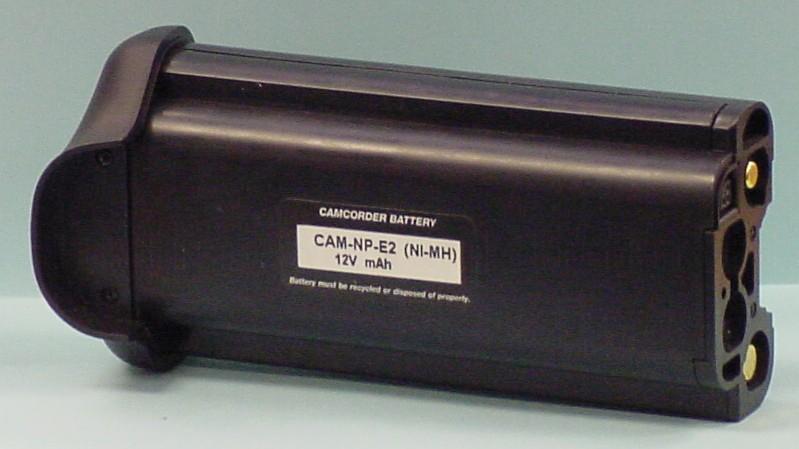 CAMCORDER BATTERY
CAM-NP-E2 (NI-MH)
12V mAh
Battery must be recycled or disposed of properly.